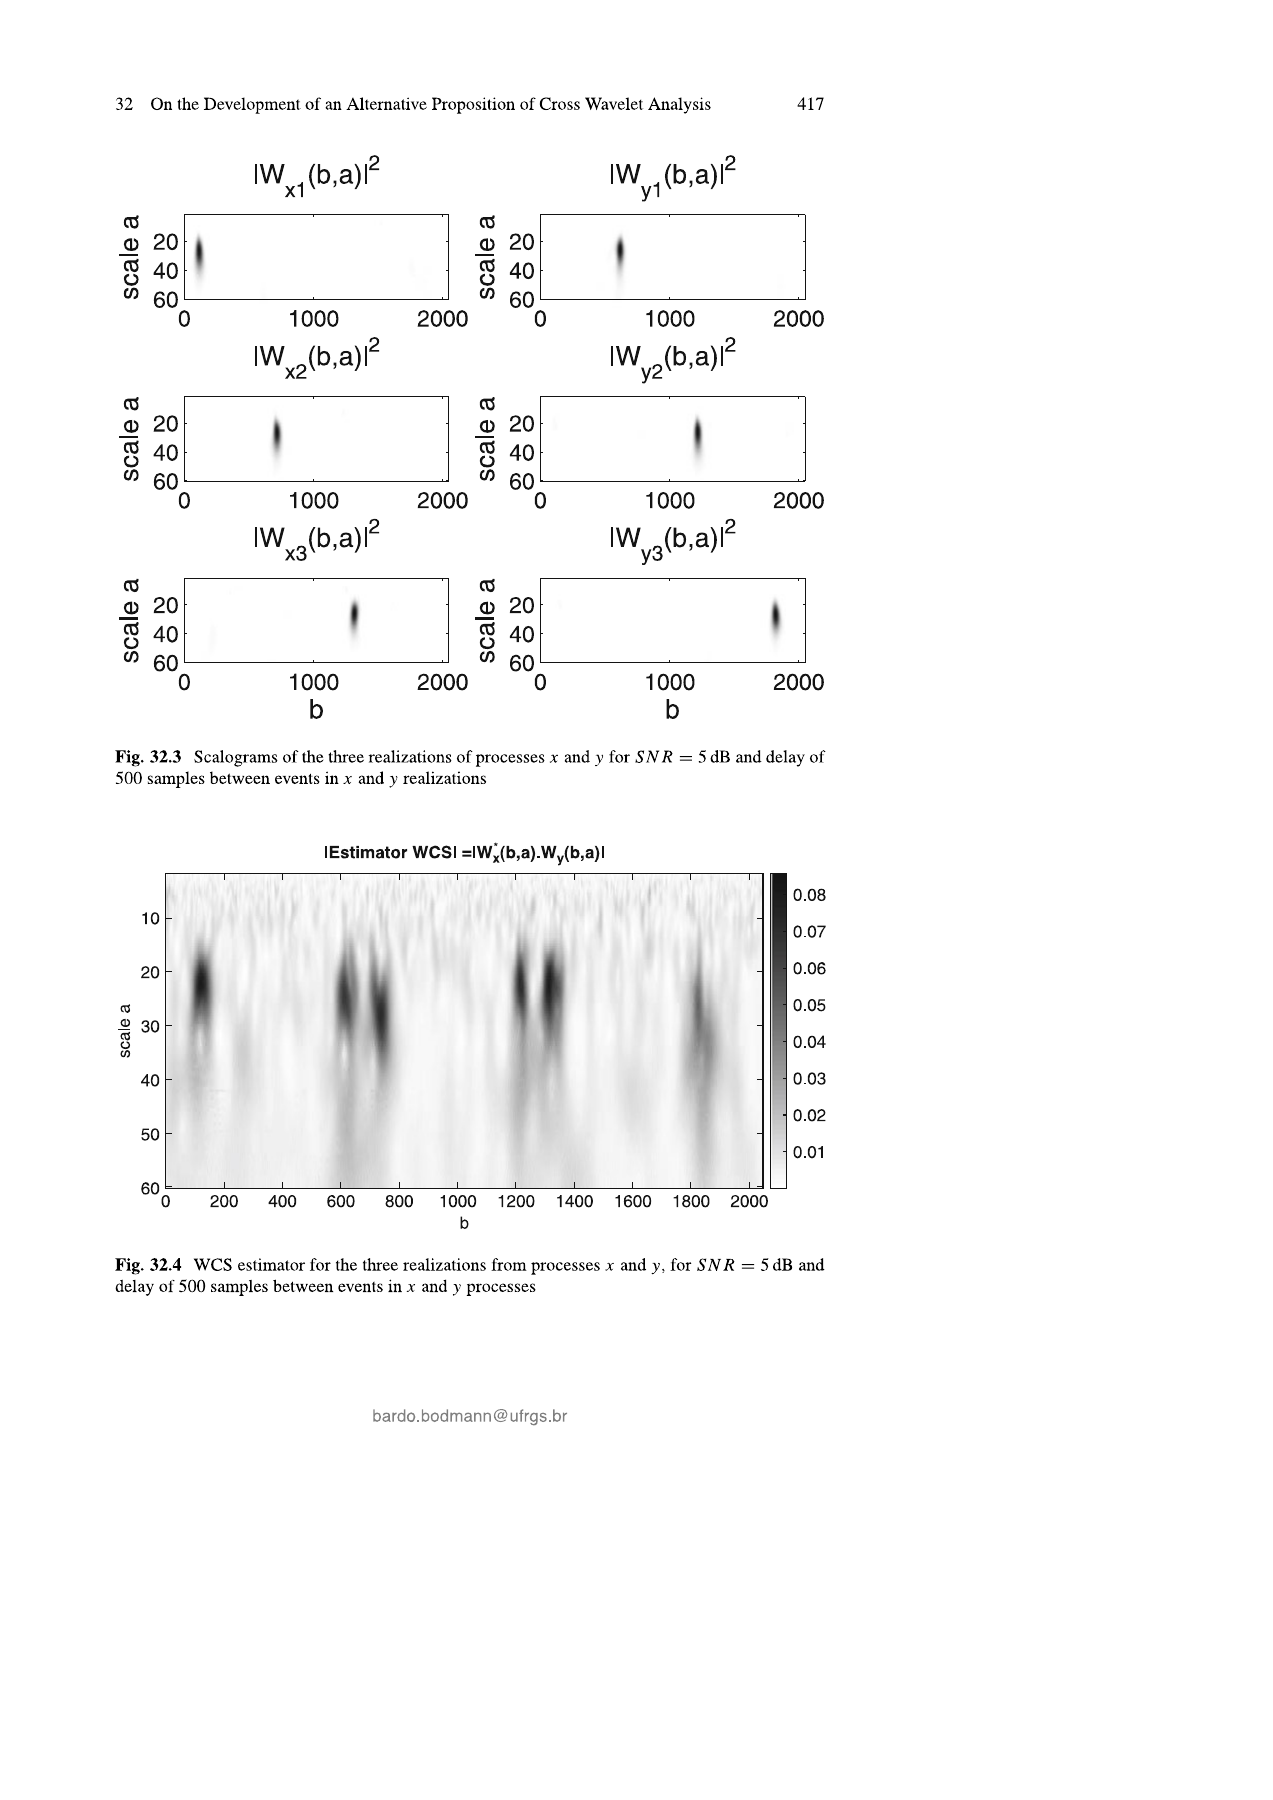 32 On the Development of an Alternative Proposition of Cross Wavelet Analysis 417
|Wx1(b,a)|2
|Wy1(b,a)|2
scale a
20
40
60
0 1000 2000
scale a
20
40
60
0 1000 2000
|Wx2(b,a)|2
|Wy2(b,a)|2
scale a
20
40
60
0 1000 2000
scale a
20
40
60
0 1000 2000
|Wx3(b,a)|2
|Wy3(b,a)|2
scale a
20
40
60
0 1000 2000
b
scale a
20
40
60
0 1000 2000
b
Fig. 32.3 Scalograms of the three realizations of processes x and y for SNR = 5 dB and delay of
500 samples between events in x and y realizations
|Estimator WCS| =|W*x(b,a).Wy(b,a)|
scale a
10
20
30
40
50
60
0 200 400 600 800 1000 1200 1400 1600 1800 2000
b
0.08
0.07
0.06
0.05
0.04
0.03
0.02
0.01
Fig. 32.4 WCS estimator for the three realizations from processes x and y, for SNR = 5 dB and
delay of 500 samples between events in x and y processes
bardo.bodmann@ufrgs.br